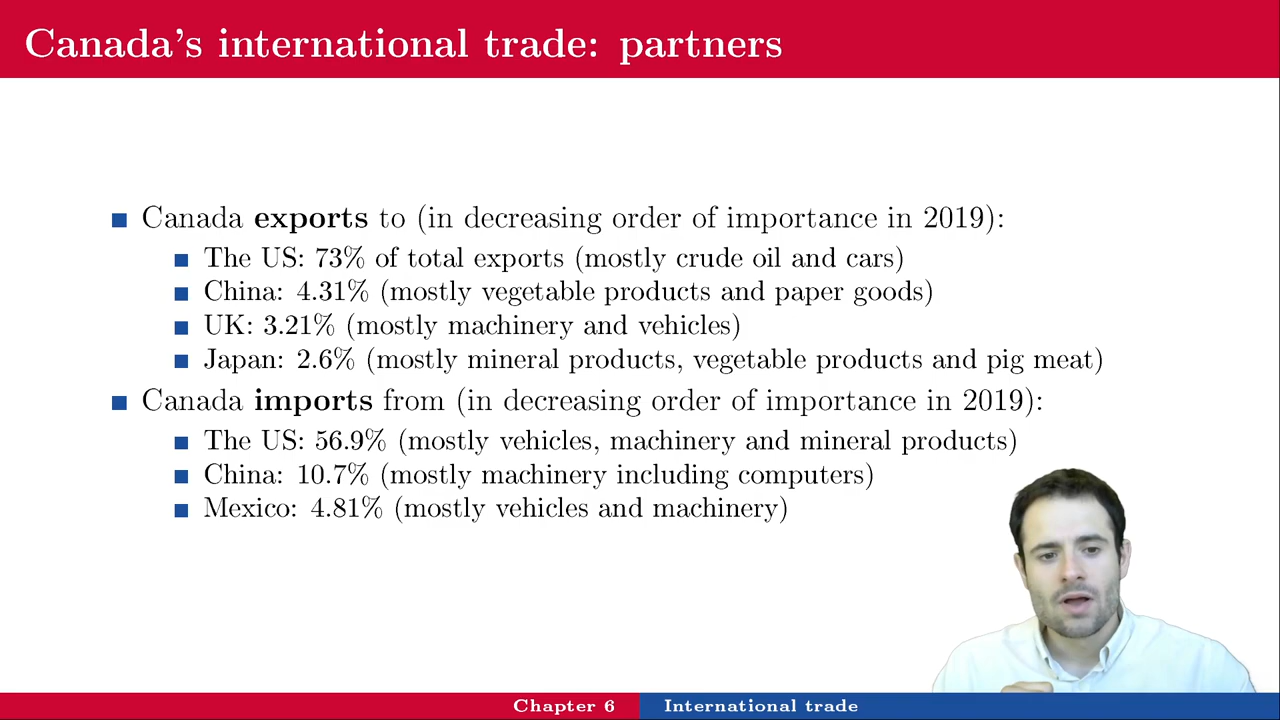 Canada's international trade: partners
Canada exports to (in decreasing order of importance in 2019):
The US: 73% of total exports (mostly crude oil and cars)
China: 4.31% (mostly vegetable products and paper goods)
UK: 3.21% (mostly machinery and vehicles)
Japan: 2.6% (mostly mineral products, vegetable products and pig meat)
Canada imports from (in decreasing order of importance in 2019):
The US: 56.9% (mostly vehicles, machinery and mineral products)
China: 10.7% (mostly machinery including computers)
Mexico: 4.81% (mostly vehicles and machinery)
Chapter 6 International trade